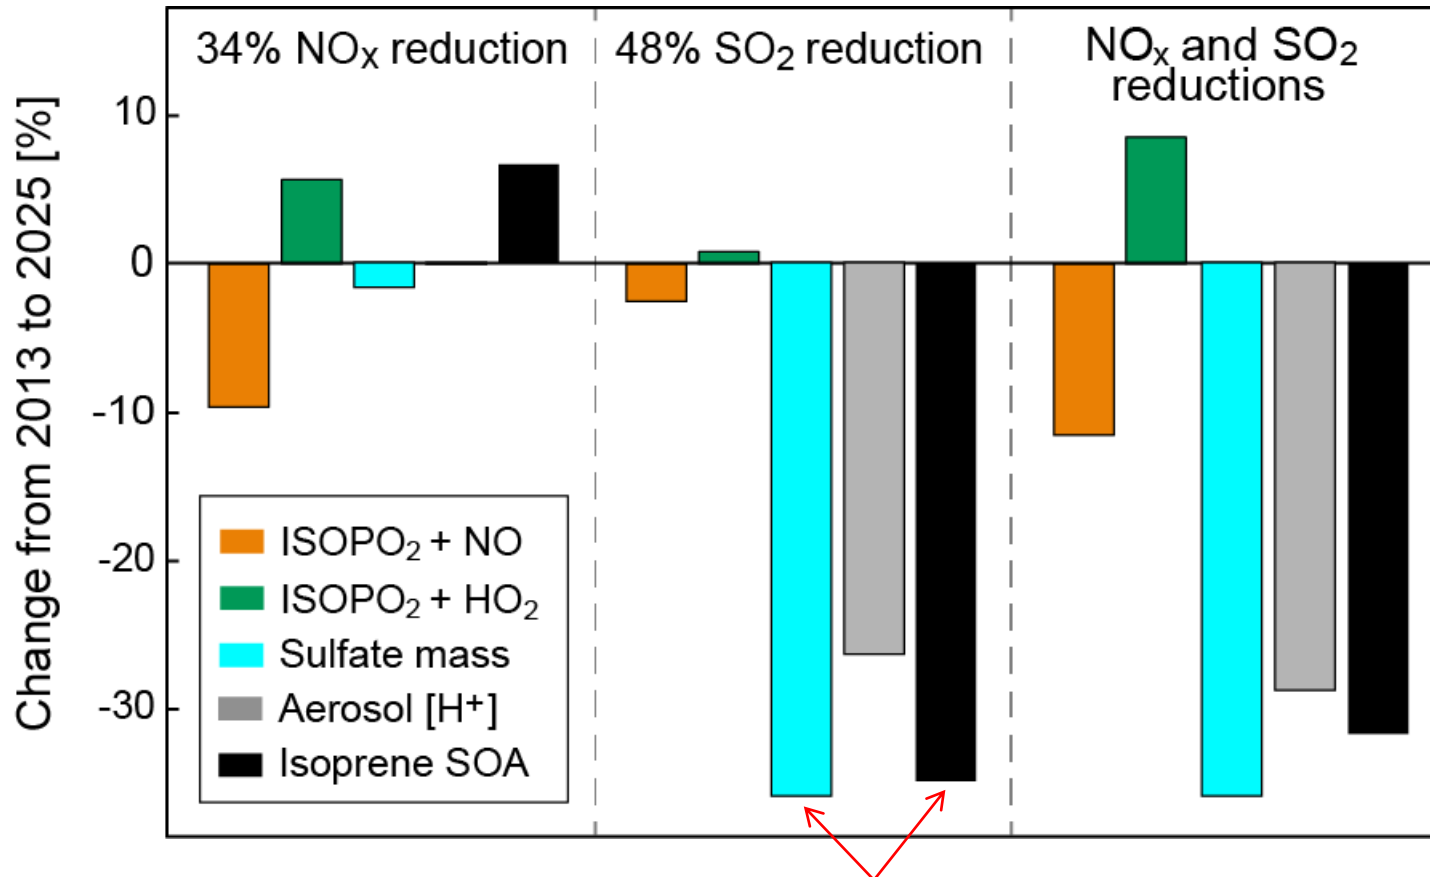 34% NOₓ reduction
48% SO₂ reduction
NOₓ and SO₂
reductions
Change from 2013 to 2025 [%]
10
0
-10
-20
-30
ISOPO₂ + NO
ISOPO₂ + HO₂
Sulfate mass
Aerosol [H⁺]
Isoprene SOA